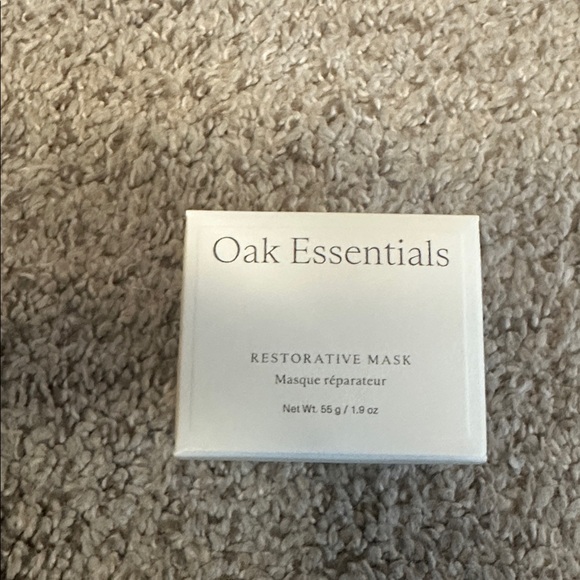 Oak Essentials
RESTORATIVE MASK
Masque réparateur
Net Wt. 55 g / 1.9 oz